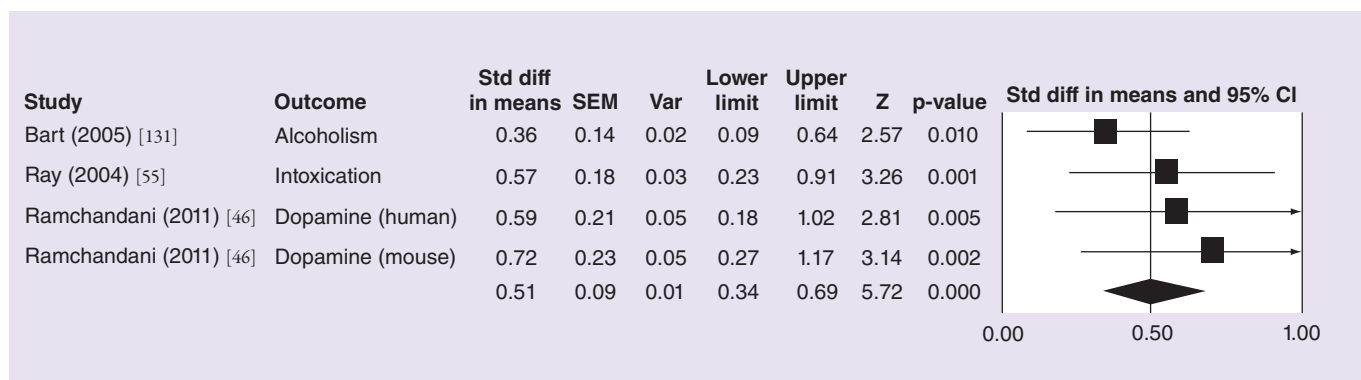 Std diff Lower Upper
Study Outcome in means SEM Var limit limit Z p-value Std diff in means and 95% CI
Bart (2005) [131] Alcoholism 0.36 0.14 0.02 0.09 0.64 2.57 0.010
Ray (2004) [55] Intoxication 0.57 0.18 0.03 0.23 0.91 3.26 0.001
Ramchandani (2011) [46] Dopamine (human) 0.59 0.21 0.05 0.18 1.02 2.81 0.005
Ramchandani (2011) [46] Dopamine (mouse) 0.72 0.23 0.05 0.27 1.17 3.14 0.002
0.51 0.09 0.01 0.34 0.69 5.72 0.000
0.00 0.50 1.00